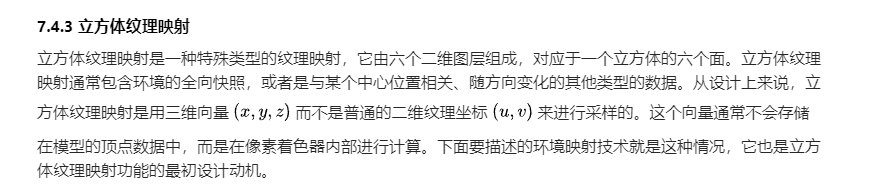 7.4.3 立方体纹理映射
立方体纹理映射是一种特殊类型的纹理映射，它由六个二维图层组成，对应于一个立方体的六个面。立方体纹理
映射通常包含环境的全向快照，或者是与某个中心位置相关、随方向变化的其他类型的数据。从设计上来说，立
方体纹理映射是用三维向量 (x, y, z) 而不是普通的二维纹理坐标 (u, v) 来进行采样的。这个向量通常不会存储
在模型的顶点数据中，而是在像素着色器内部进行计算。下面要描述的环境映射技术就是这种情况，它也是立方
体纹理映射功能的最初设计动机。